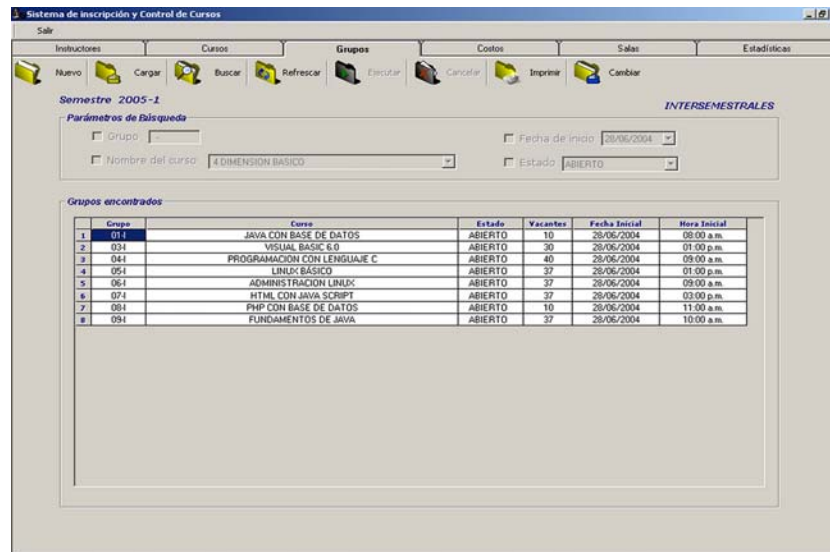 Sistema de inscripción y Control de Cursos
Salir
Instructores Cursos Grupos Costos Salas Estadísticas
Nuevo Cargar Buscar Refrescar Ejecutar Cancelar Imprimir Cambiar
Semestre 2005-1 INTERSEMESTRALES
Parámetros de Búsqueda
Grupo - Fecha de inicio 28/06/2004
Nombre del curso 4 DIMENSION BASICO Estado ABIERTO
Grupos encontrados
Grupo Curso Estado Vacantes Fecha Inicial Hora Inicial
1 01-I JAVA CON BASE DE DATOS ABIERTO 10 28/06/2004 08:00 a.m.
2 03-I VISUAL BASIC 6.0 ABIERTO 30 28/06/2004 01:00 p.m.
3 04-I PROGRAMACION CON LENGUAJE C ABIERTO 40 28/06/2004 09:00 a.m.
4 05-I LINUX BÁSICO ABIERTO 37 28/06/2004 01:00 p.m.
5 06-I ADMINISTRACION LINUX ABIERTO 37 28/06/2004 09:00 a.m.
6 07-I HTML CON JAVA SCRIPT ABIERTO 37 28/06/2004 03:00 p.m.
7 08-I PHP CON BASE DE DATOS ABIERTO 10 28/06/2004 11:00 a.m.
8 09-I FUNDAMENTOS DE JAVA ABIERTO 37 28/06/2004 10:00 a.m.